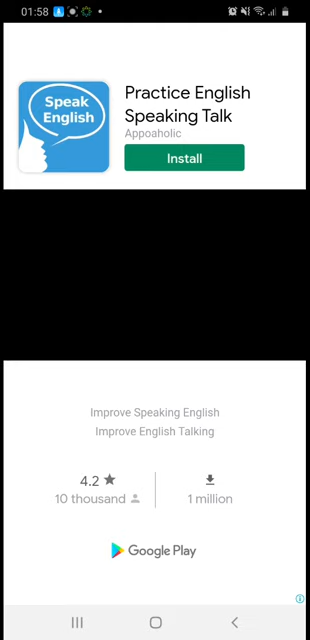 01:58
Speak
English
Practice English
Speaking Talk
Appoaholic
Install
Improve Speaking English
Improve English Talking
4.2
10 thousand
1 million
Google Play